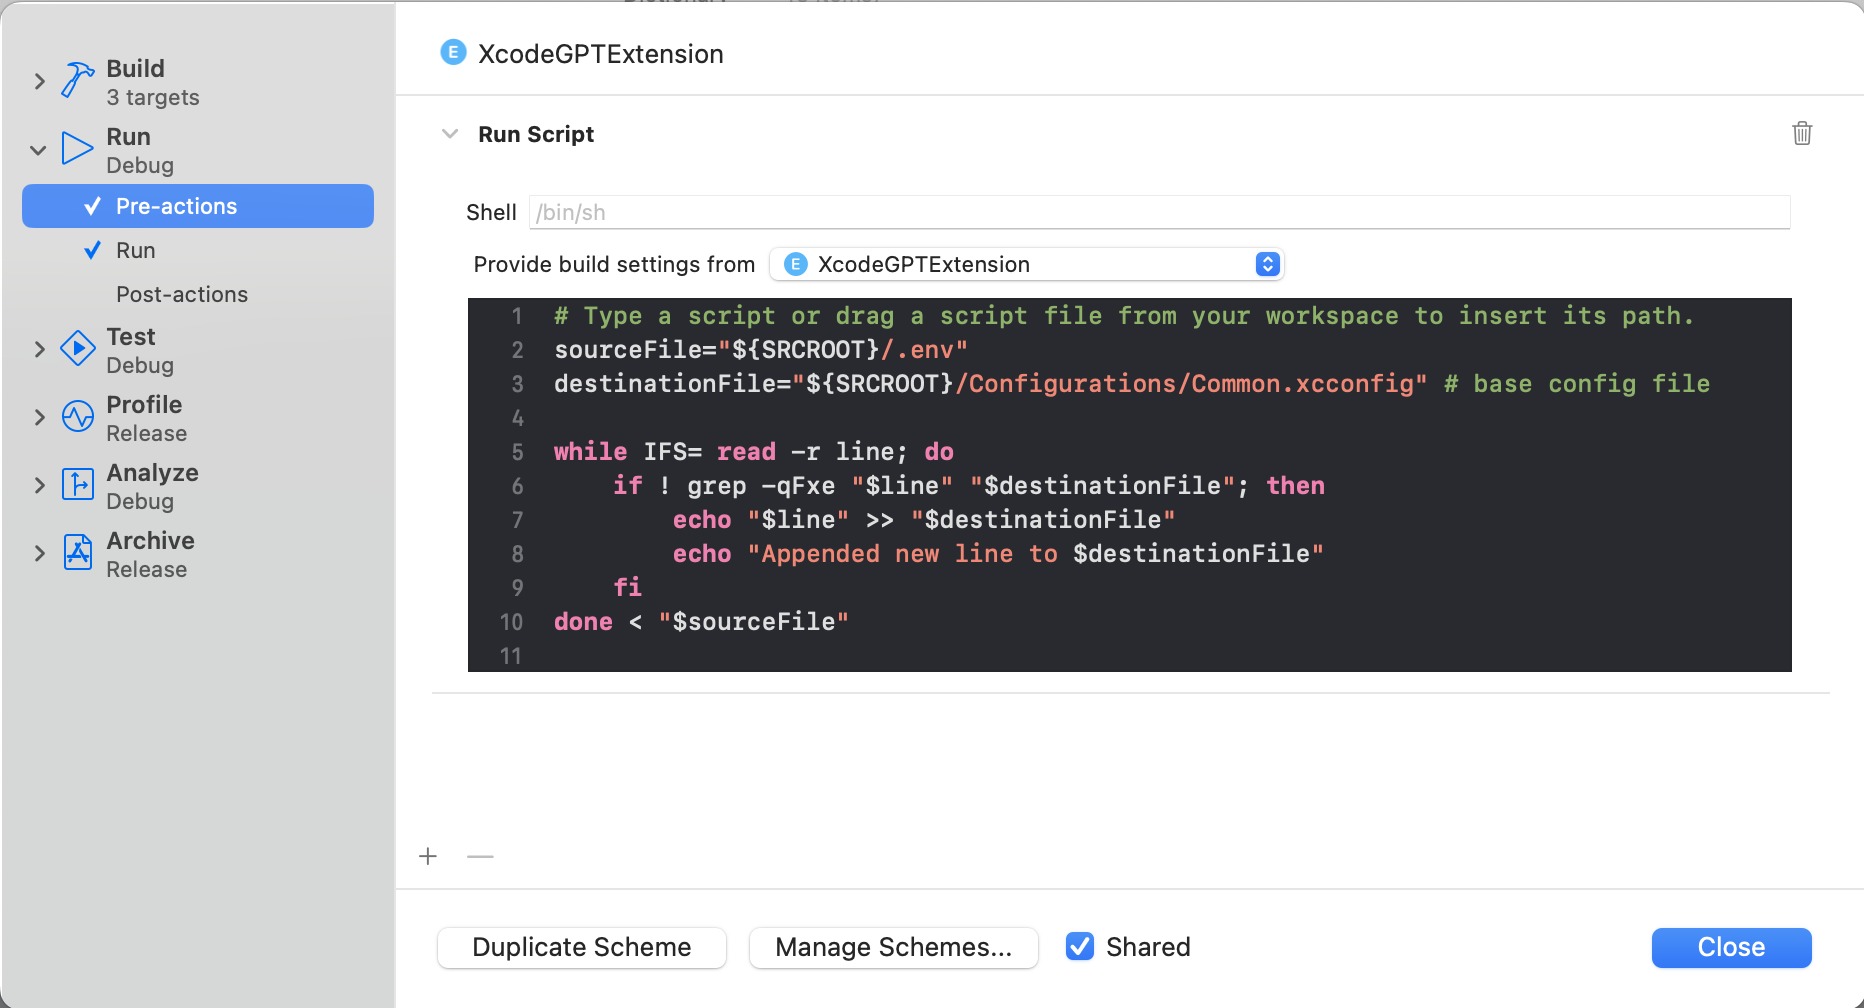 Build
3 targets
Run
Debug
Pre-actions
Run
Post-actions
Test
Debug
Profile
Release
Analyze
Debug
Archive
Release
E XcodeGPTExtension
Run Script
Shell /bin/sh
Provide build settings from E XcodeGPTExtension
1 # Type a script or drag a script file from your workspace to insert its path.
2 sourceFile="${SRCROOT}/.env"
3 destinationFile="${SRCROOT}/Configurations/Common.xcconfig" # base config file
4
5 while IFS= read -r line; do
6     if ! grep -qFxe "$line" "$destinationFile"; then
7         echo "$line" >> "$destinationFile"
8         echo "Appended new line to $destinationFile"
9     fi
10 done < "$sourceFile"
11
Duplicate Scheme
Manage Schemes...
Shared
Close